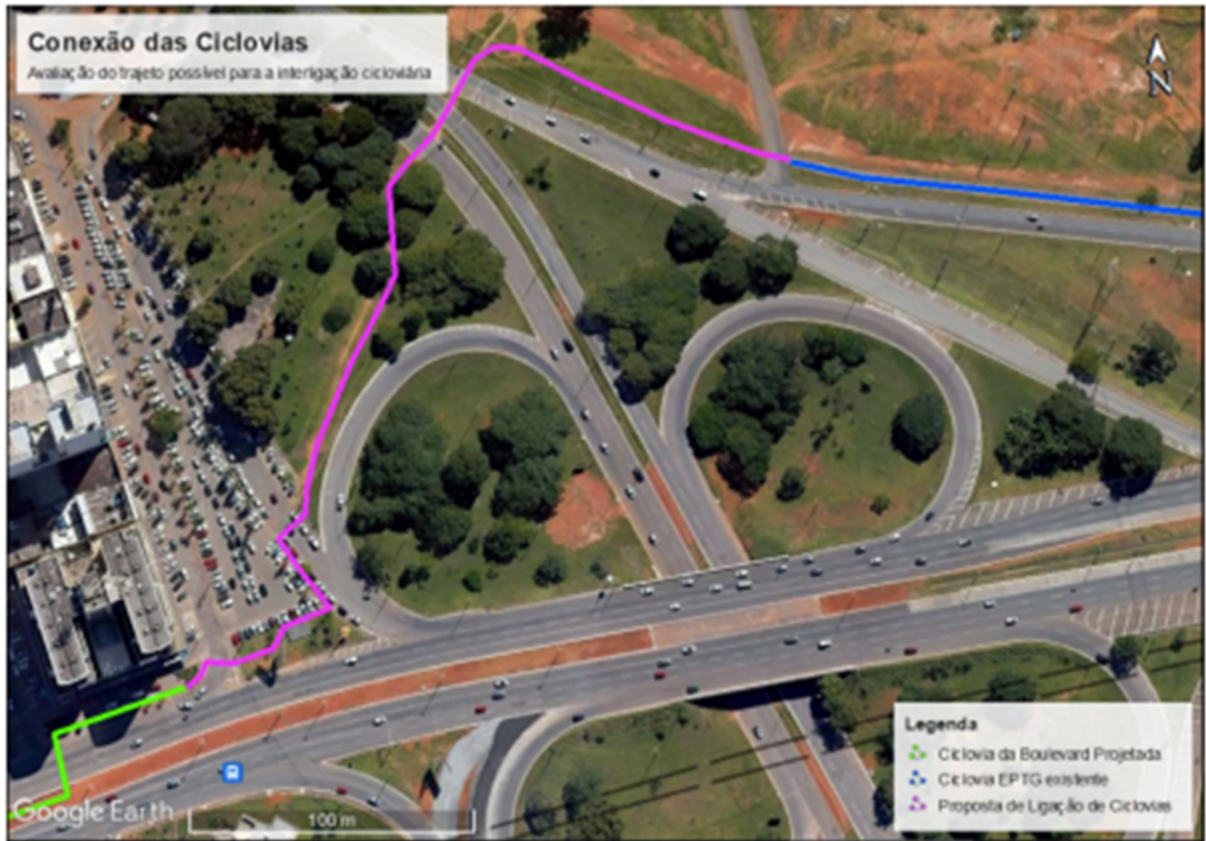 Conexão das Ciclovias
Avaliação do trajeto possível para a interligação cicloviária
N
Legenda
Ciclovia da Boulevard Projetada
Ciclovia EPTG existente
Proposta de Ligação de Ciclovias
Google Earth
100 m